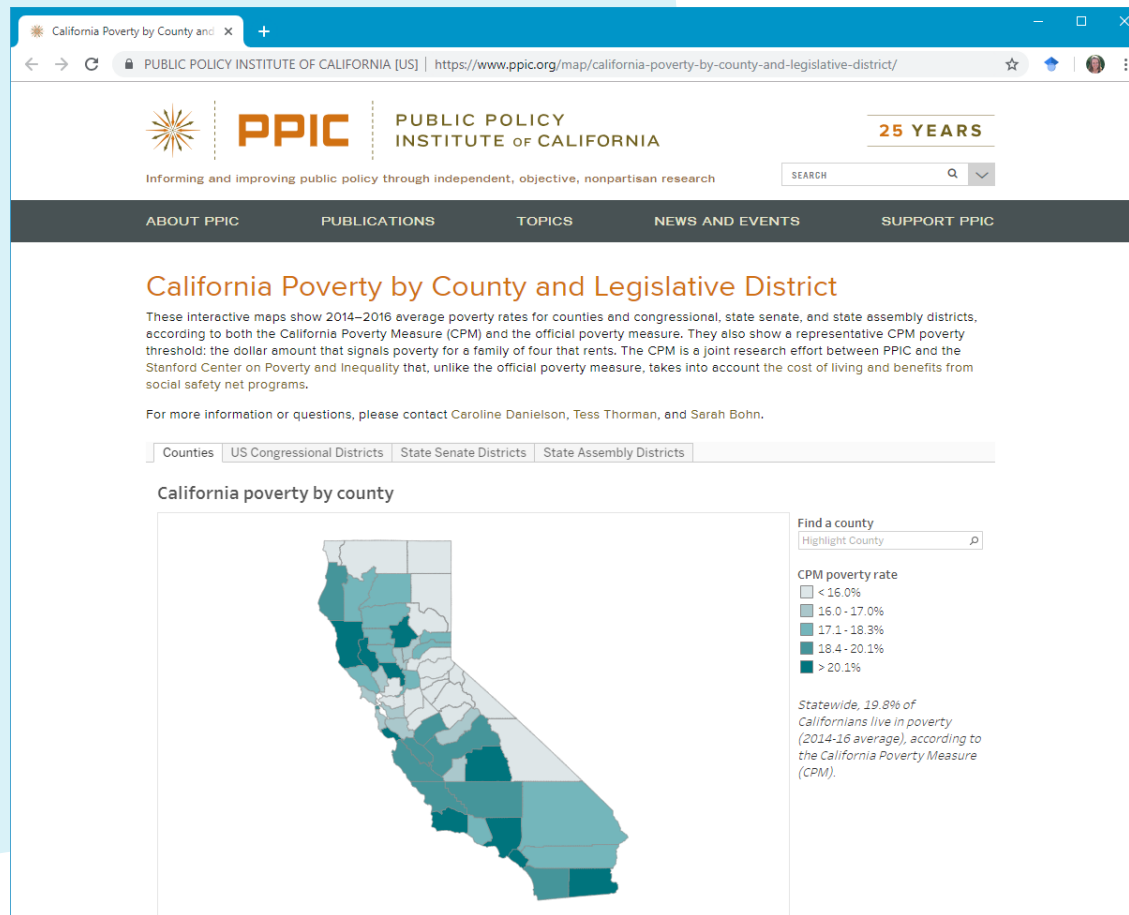 California Poverty by County and
PUBLIC POLICY INSTITUTE OF CALIFORNIA [US] | https://www.ppic.org/map/california-poverty-by-county-and-legislative-district/
PPIC
PUBLIC POLICY
INSTITUTE OF CALIFORNIA
25 YEARS
Informing and improving public policy through independent, objective, nonpartisan research
SEARCH
ABOUT PPIC PUBLICATIONS TOPICS NEWS AND EVENTS SUPPORT PPIC
California Poverty by County and Legislative District
These interactive maps show 2014–2016 average poverty rates for counties and congressional, state senate, and state assembly districts,
according to both the California Poverty Measure (CPM) and the official poverty measure. They also show a representative CPM poverty
threshold: the dollar amount that signals poverty for a family of four that rents. The CPM is a joint research effort between PPIC and the
Stanford Center on Poverty and Inequality that, unlike the official poverty measure, takes into account the cost of living and benefits from
social safety net programs.
For more information or questions, please contact Caroline Danielson, Tess Thorman, and Sarah Bohn.
Counties US Congressional Districts State Senate Districts State Assembly Districts
California poverty by county
Find a county
Highlight County
CPM poverty rate
< 16.0%
16.0 - 17.0%
17.1 - 18.3%
18.4 - 20.1%
> 20.1%
Statewide, 19.8% of
Californians live in poverty
(2014-16 average), according to
the California Poverty Measure
(CPM).